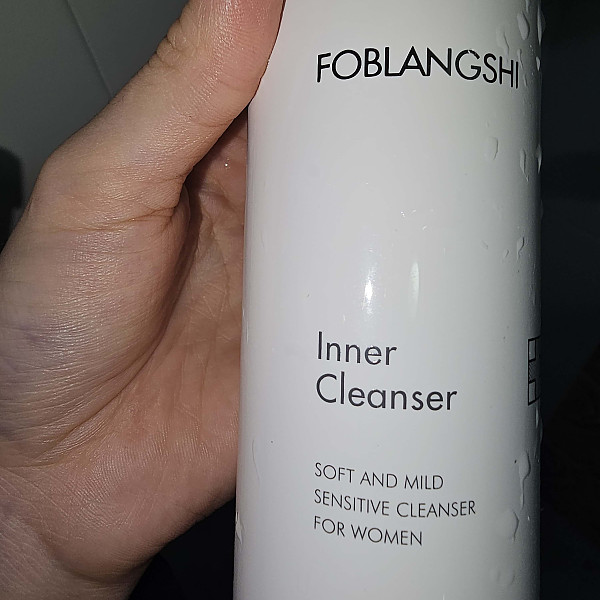 FOBLANGSHI
Inner
Cleanser
SOFT AND MILD
SENSITIVE CLEANSER
FOR WOMEN